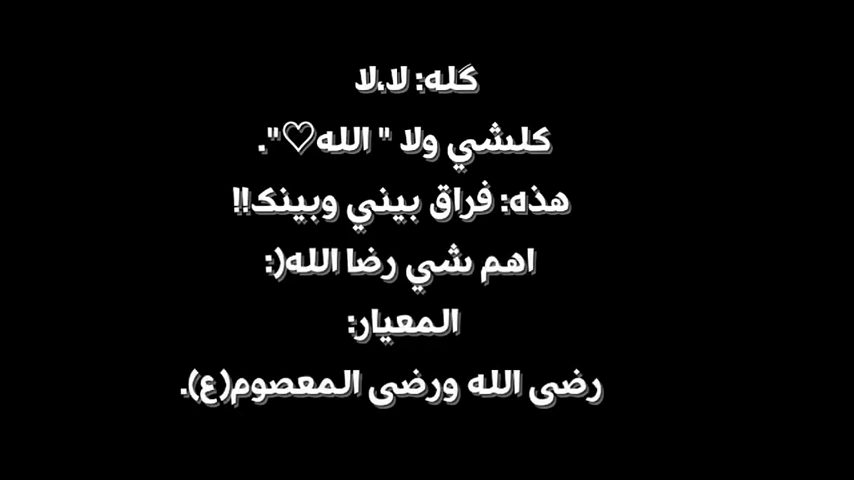 گله: لا،لا
كلشي ولا " الله♡".
هذه: فراق بيني وبينك!!
اهم شي رضا الله(:
المعيار:
رضى الله ورضى المعصوم(ع).